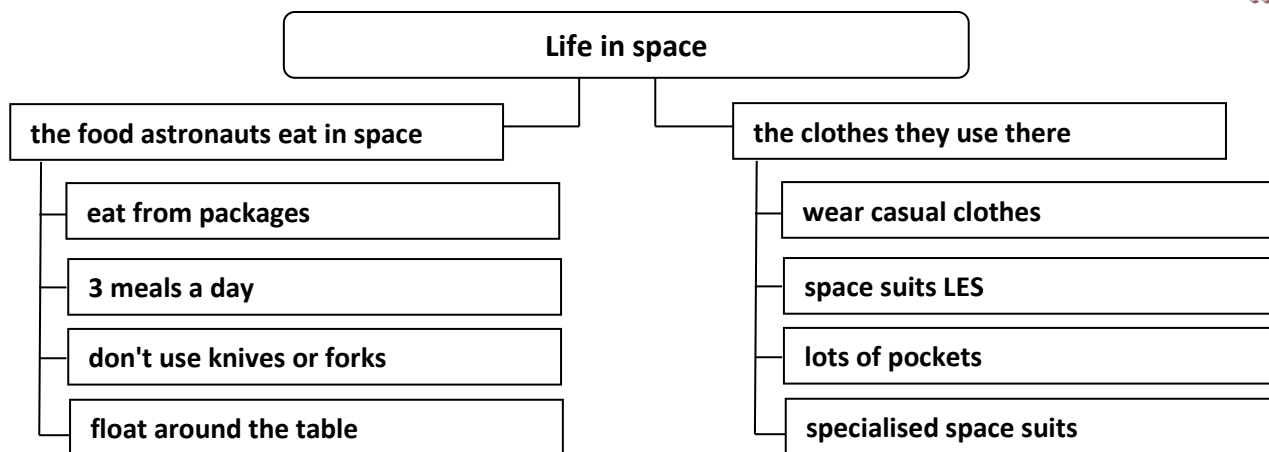 Life in space
the food astronauts eat in space
eat from packages
3 meals a day
don't use knives or forks
float around the table
the clothes they use there
wear casual clothes
space suits LES
lots of pockets
specialised space suits